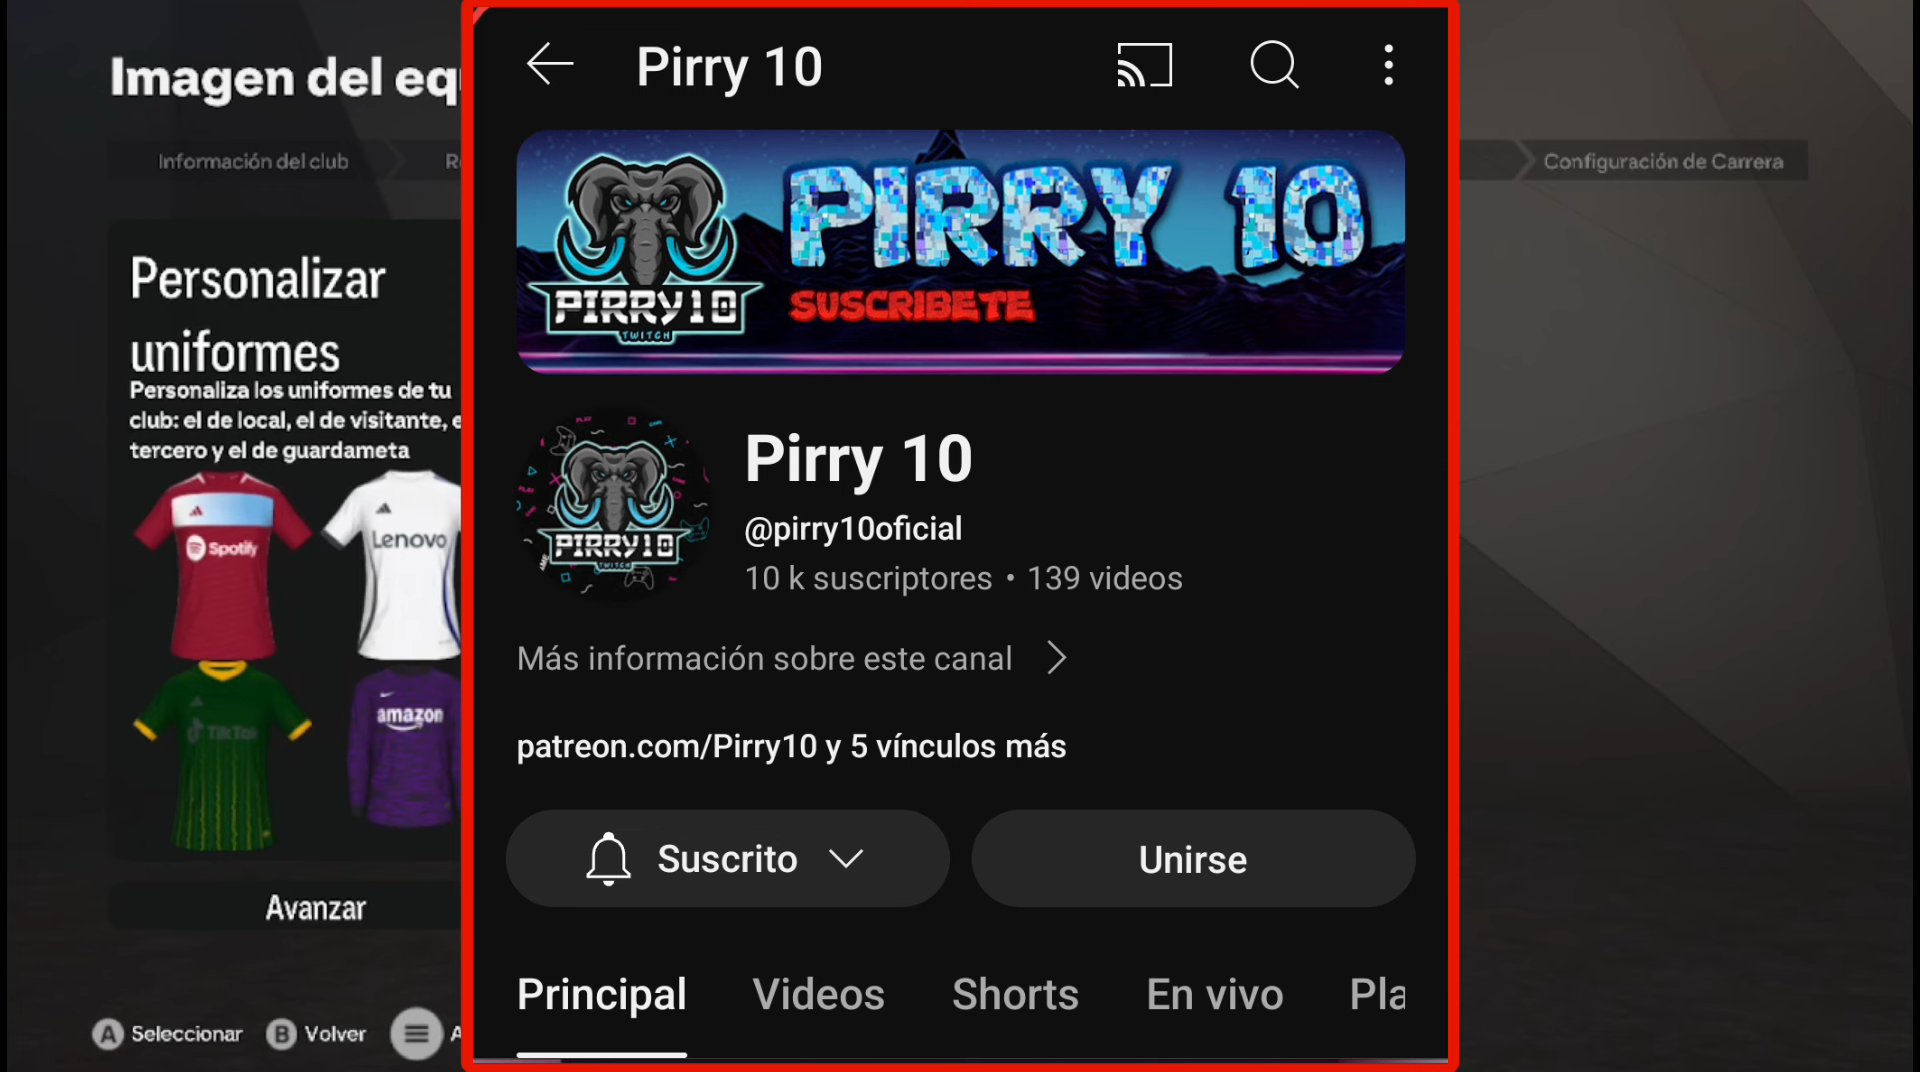 Imagen del eq
Información del club
Configuración de Carrera
Personalizar
uniformes
Personaliza los uniformes de tu
club: el de local, el de visitante, e
tercero y el de guardameta
Spotify
Lenovo
TikTok
amazon
Avanzar
A Seleccionar
B Volver
A
Pirry 10
PIRRY10
TWITCH
PIRRY 10
SUSCRIBETE
PIRRY10
TWITCH
Pirry 10
@pirry10oficial
10 k suscriptores • 139 videos
Más información sobre este canal
patreon.com/Pirry10 y 5 vínculos más
Suscrito
Unirse
Principal
Videos
Shorts
En vivo
Pla